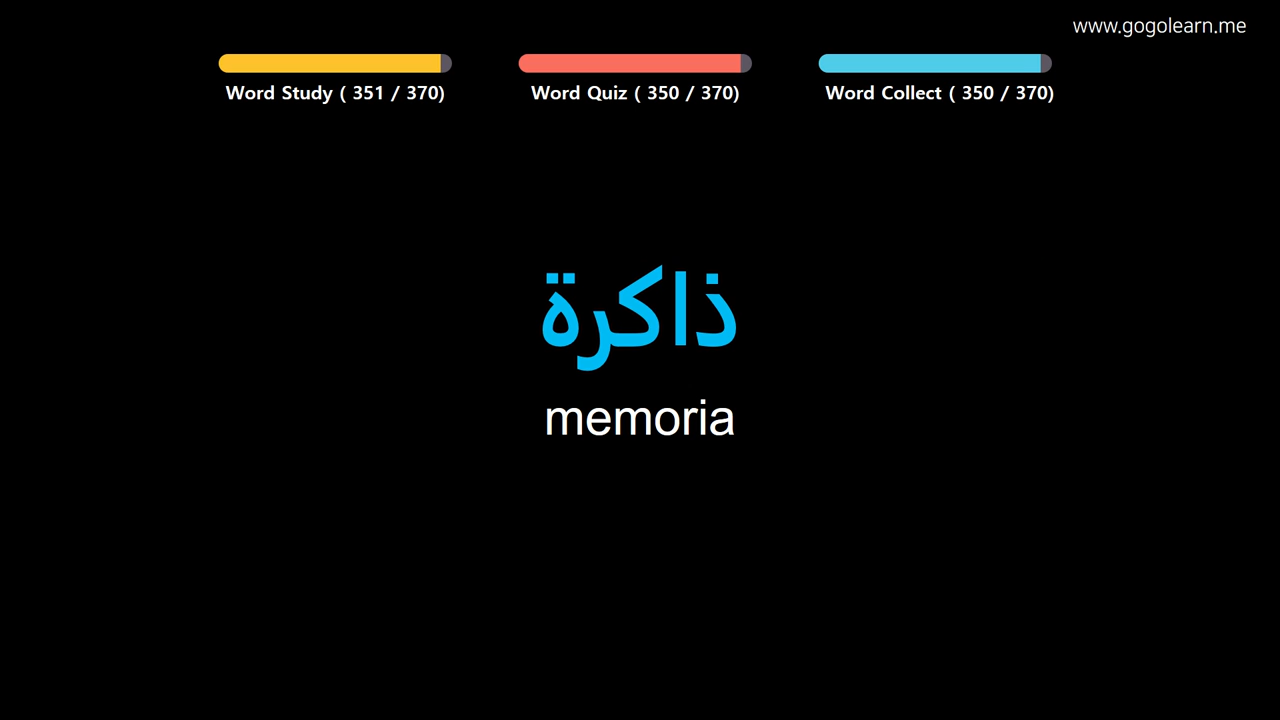 www.gogolearn.me
Word Study ( 351 / 370)
Word Quiz ( 350 / 370)
Word Collect ( 350 / 370)
ذاكرة
memoria